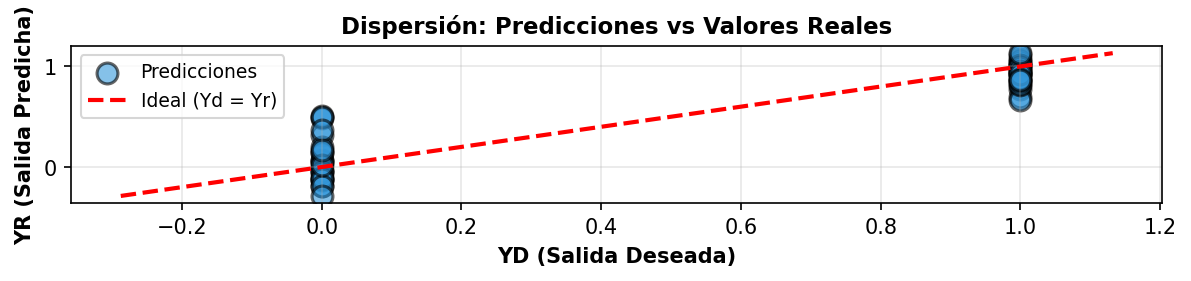 Dispersión: Predicciones vs Valores Reales
YR (Salida Predicha)
1
0
Predicciones
Ideal (Yd = Yr)
−0.2
0.0
0.2
0.4
0.6
0.8
1.0
1.2
YD (Salida Deseada)